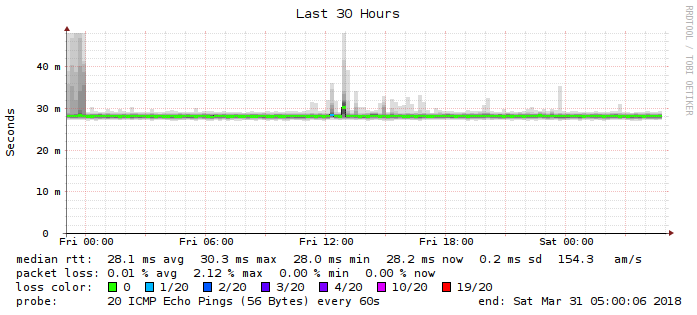 Last 30 Hours
RRDTOOL / TOBI OETIKER
Seconds
40 m
30 m
20 m
10 m
0
Fri 00:00 Fri 06:00 Fri 12:00 Fri 18:00 Sat 00:00
median rtt: 28.1 ms avg 30.3 ms max 28.0 ms min 28.2 ms now 0.2 ms sd 154.3 am/s
packet loss: 0.01 % avg 2.12 % max 0.00 % min 0.00 % now
loss color: 0 1/20 2/20 3/20 4/20 10/20 19/20
probe: 20 ICMP Echo Pings (56 Bytes) every 60s end: Sat Mar 31 05:00:06 2018